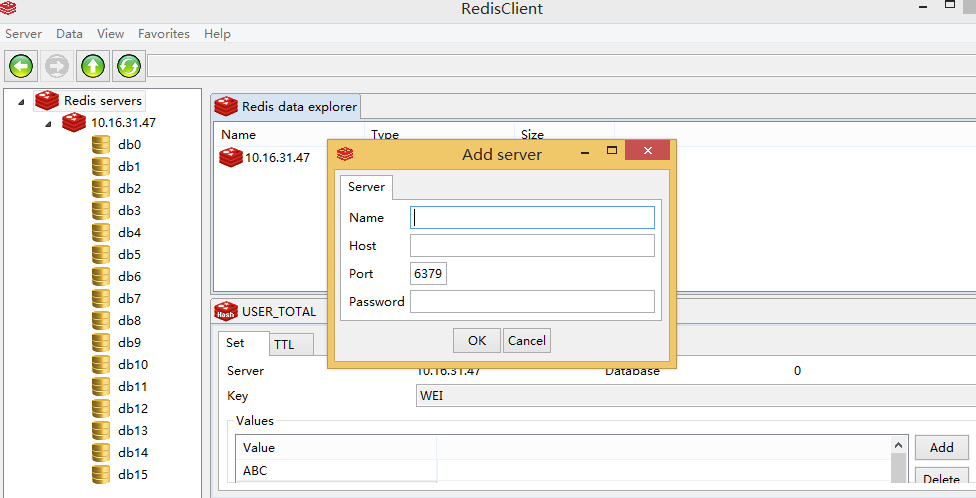 RedisClient
Server Data View Favorites Help
Redis servers
10.16.31.47
db0
db1
db2
db3
db4
db5
db6
db7
db8
db9
db10
db11
db12
db13
db14
db15
Redis data explorer
Name Type Size
10.16.31.47
Add server
Server
Name
Host
Port 6379
Password
OK Cancel
Hash USER_TOTAL
Set TTL
Server 10.16.31.47 Database 0
Key WEI
Values
Value
ABC
Add
Delete